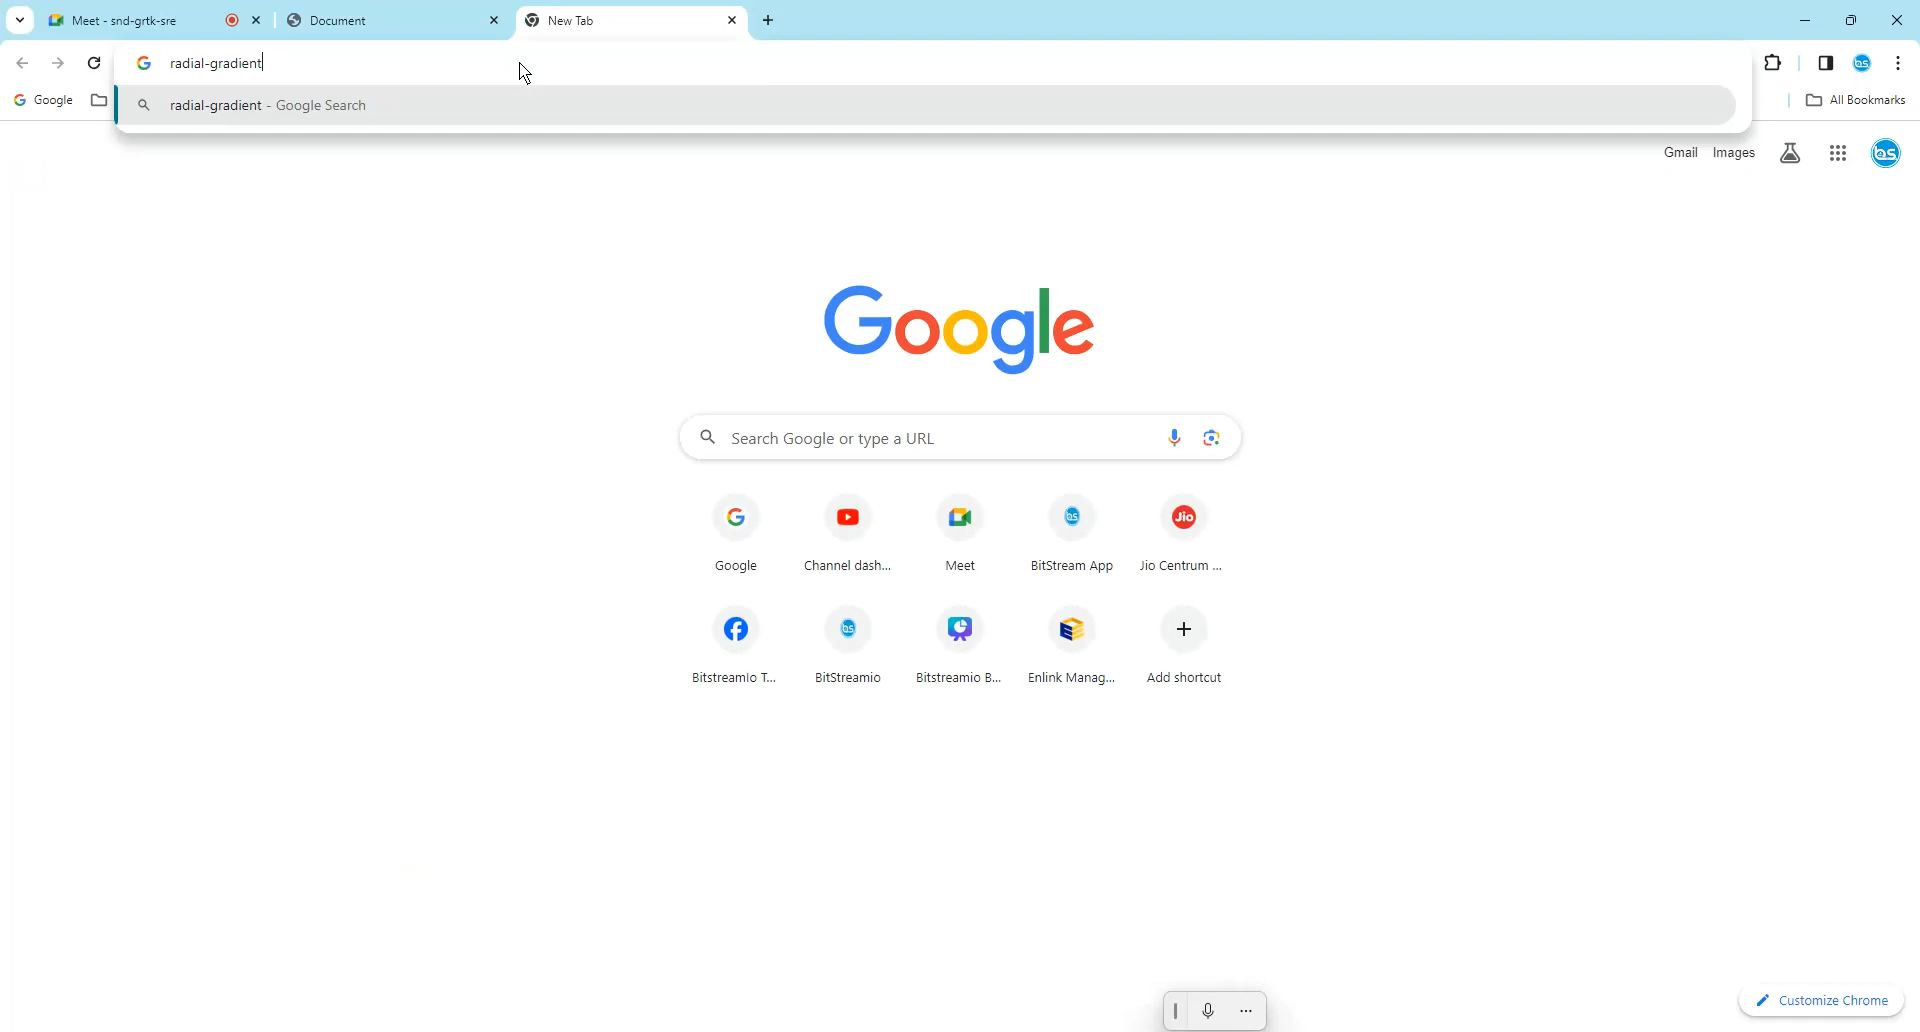 Meet - snd-grtk-sre
Document
New Tab
radial-gradient
Google
radial-gradient - Google Search
All Bookmarks
Gmail
Images
bs
Google
Search Google or type a URL
Jio
Google
Channel dash...
Meet
BitStream App
Jio Centrum ...
BitstreamIo T...
BitStreamio
Bitstreamio B...
Enlink Manag...
Add shortcut
Customize Chrome